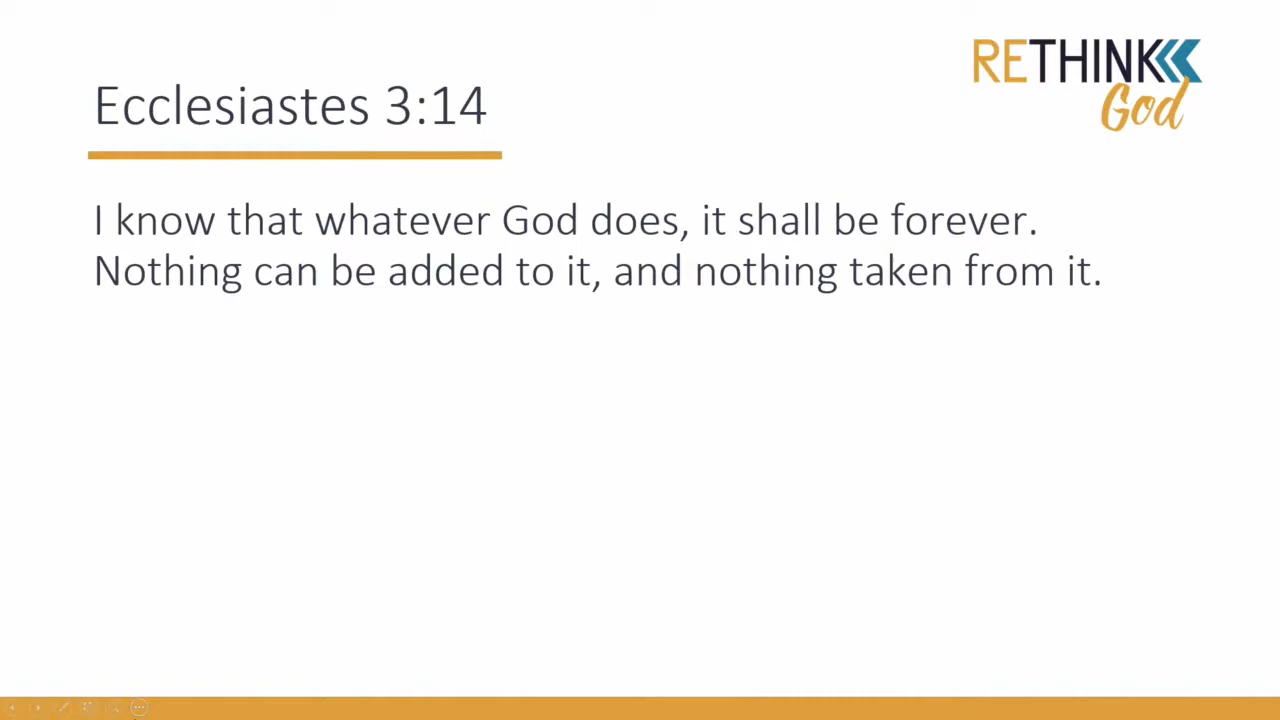 RETHINK
God
Ecclesiastes 3:14
I know that whatever God does, it shall be forever.
Nothing can be added to it, and nothing taken from it.